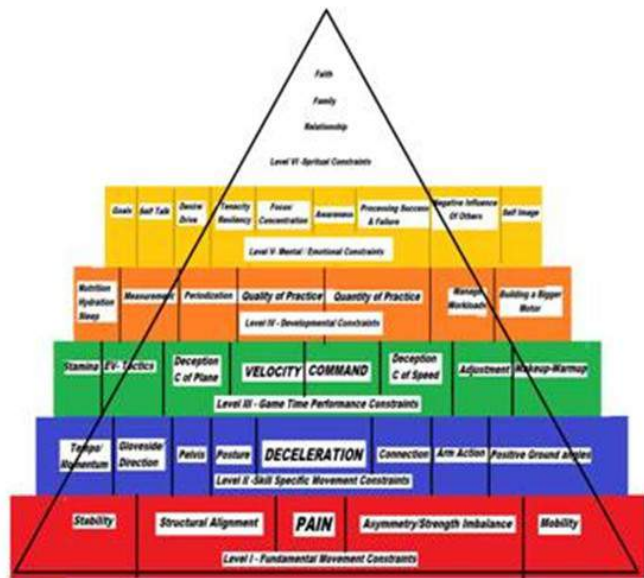 Faith
Family
Relationship
Level VI -Spritual Constraints
Goals
Self Talk
Desire/
Drive
Tenacity
Resiliency
Focus/
Concentration
Awareness
Processing Success
& Failure
Negative Influence
Of Others
Self Image
Level V- Mental / Emotional Constraints
Nutrition
Hydration
Sleep
Measurement
Periodization
Quality of Practice
Quantity of Practice
Manage
Workloads
Building a Bigger
Motor
Level IV - Developmental Constraints
Stamina
EV- Tactics
Deception
C of Plane
VELOCITY
COMMAND
Deception
C of Speed
Adjustment
Makeup-Warmup
Level III - Game Time Performance Constraints
Tempo/
Momentum
Gloveside/
Direction
Pelvis
Posture
DECELERATION
Connection
Arm Action
Positive Ground angles
Level II -Skill Specific Movement Constraints
Stability
Structural Alignment
PAIN
Asymmetry/Strength Imbalance
Mobility
Level I - Fundamental Movement Constraints